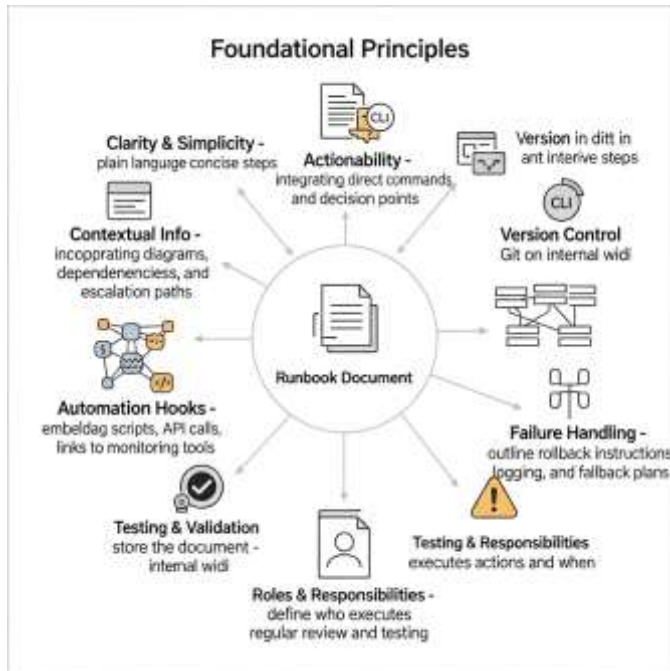 Foundational Principles
CLI
Clarity & Simplicity -
plain language concise steps
Actionability -
integrating direct commands
and decision points
Version in ditt in
ant interive steps
CLI
Version Control
Git on internal widi
Contextual Info -
incopprating diagrams,
dependenenciess, and
escalation paths
Runbook Document
Automation Hooks -
embeldag scripts, API calls,
links to monitoring tools
Failure Handling -
outline rollback instructions
logging, and fallback plans
Testing & Validation
store the document -
internal widi
Testing & Responsibilities
executes actions and when
Roles & Responsibilities -
define who executes
regular review and testing